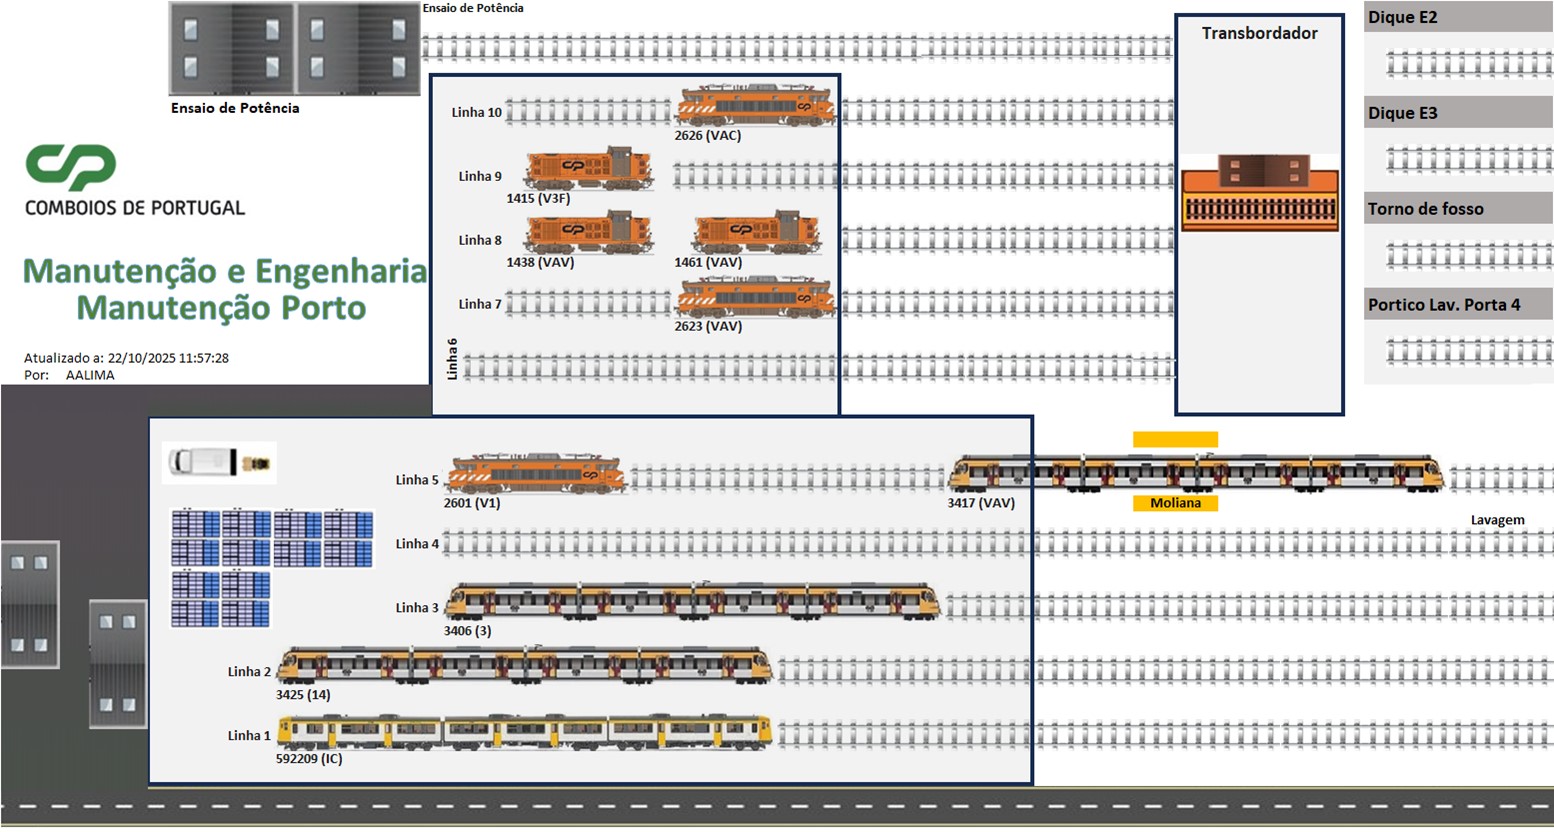 Ensaio de Potência
Ensaio de Potência
Transbordador
Dique E2
Dique E3
Torno de fosso
Portico Lav. Porta 4
CP
COMBOIOS DE PORTUGAL
Manutenção e Engenharia
Manutenção Porto
Atualizado a: 22/10/2025 11:57:28
Por: AALIMA
Linha 10
2626 (VAC)
Linha 9
1415 (V3F)
Linha 8
1438 (VAV)
1461 (VAV)
Linha 7
2623 (VAV)
Linha6
Linha 5
2601 (V1)
3417 (VAV)
Moliana
Lavagem
Linha 4
Linha 3
3406 (3)
Linha 2
3425 (14)
Linha 1
592209 (IC)